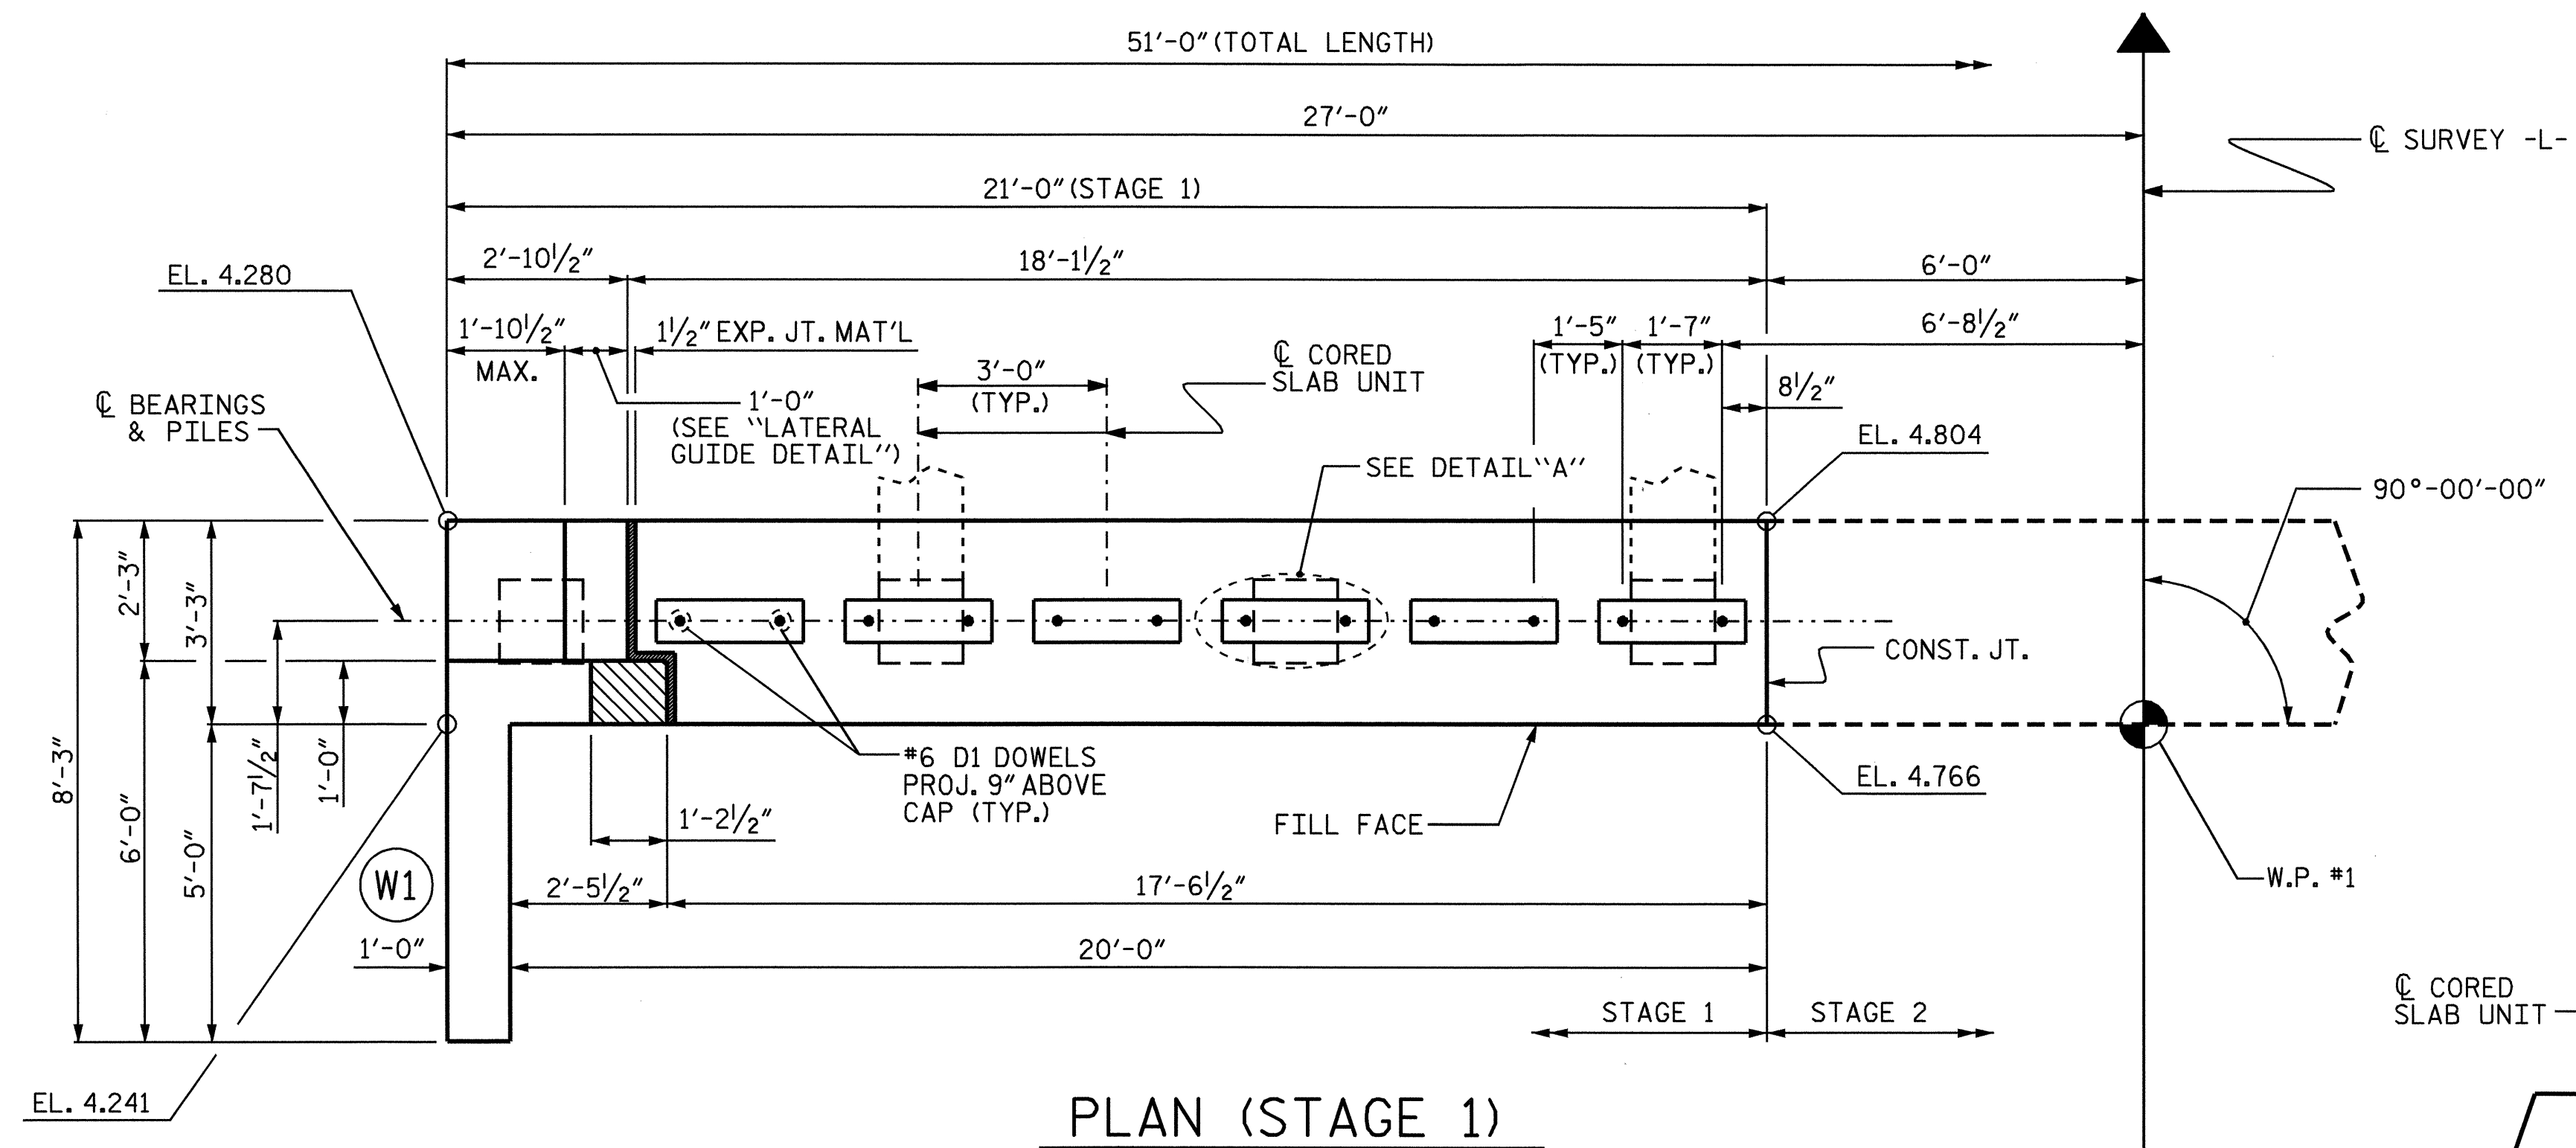 51'-0" (TOTAL LENGTH)
27'-0"
℄ SURVEY -L-
21'-0" (STAGE 1)
2'-10½"
18'-1½"
6'-0"
EL. 4.280
1'-10½"
MAX.
1½" EXP. JT. MAT'L
℄ CORED
SLAB UNIT
3'-0"
(TYP.)
1'-5"
(TYP.)
1'-7"
(TYP.)
6'-8½"
8½"
℄ BEARINGS
& PILES
1'-0"
(SEE "LATERAL
GUIDE DETAIL")
SEE DETAIL "A"
EL. 4.804
90°-00'-00"
8'-3"
2'-3"
6'-0"
3'-3"
5'-0"
1'-7½"
1'-0"
CONST. JT.
#6 D1 DOWELS
PROJ. 9" ABOVE
CAP (TYP.)
EL. 4.766
FILL FACE
1'-2½"
W1
W.P. #1
2'-5½"
17'-6½"
1'-0"
20'-0"
STAGE 1
STAGE 2
℄ CORED
SLAB UNIT
EL. 4.241
PLAN (STAGE 1)